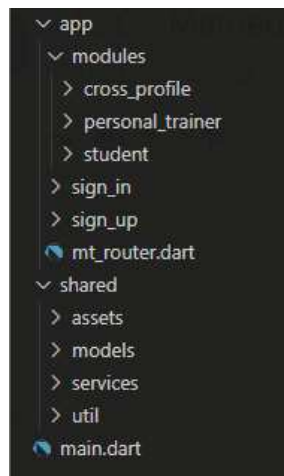 app
modules
cross_profile
personal_trainer
student
sign_in
sign_up
mt_router.dart
shared
assets
models
services
util
main.dart